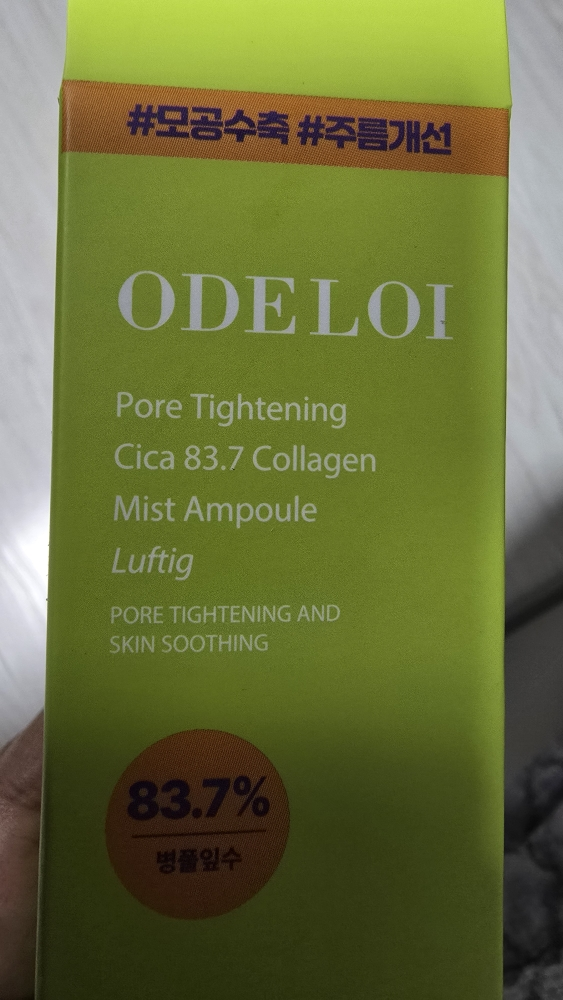 #모공수축 #주름개선
ODELOI
Pore Tightening
Cica 83.7 Collagen
Mist Ampoule
Luftig
PORE TIGHTENING AND
SKIN SOOTHING
83.7%
병풀잎수